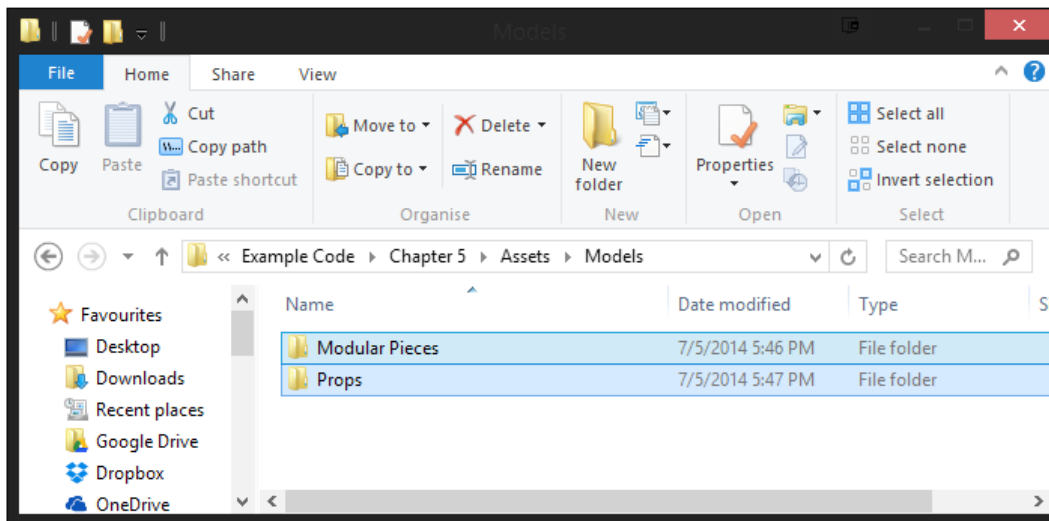 Models
File Home Share View
Copy
Paste
Cut
Copy path
Paste shortcut
Clipboard
Move to
Copy to
Delete
Rename
Organise
New
folder
New
Properties
Open
Select all
Select none
Invert selection
Select
« Example Code Chapter 5 Assets Models
Search M...
Name Date modified Type S
Favourites
Desktop
Downloads
Recent places
Google Drive
Dropbox
OneDrive
Modular Pieces 7/5/2014 5:46 PM File folder
Props 7/5/2014 5:47 PM File folder